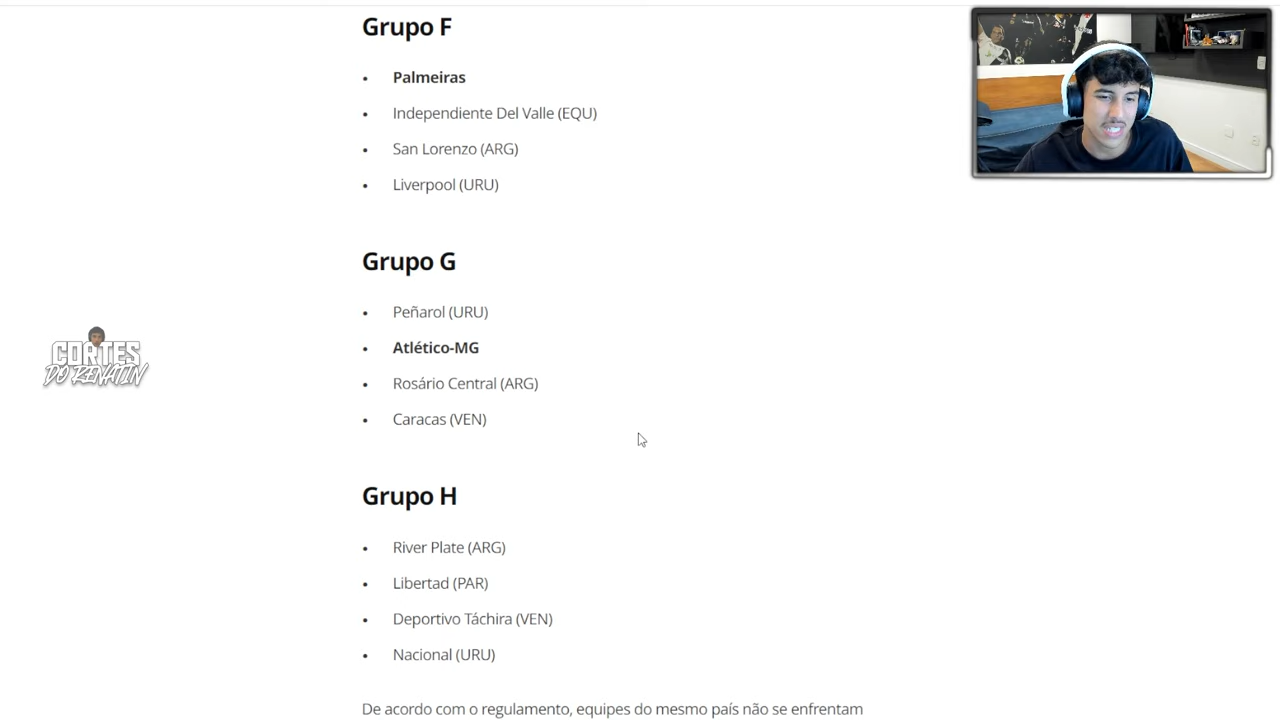 Grupo F
• Palmeiras
• Independiente Del Valle (EQU)
• San Lorenzo (ARG)
• Liverpool (URU)
CORTES
DO RENATIN
Grupo G
• Peñarol (URU)
• Atlético-MG
• Rosário Central (ARG)
• Caracas (VEN)
Grupo H
• River Plate (ARG)
• Libertad (PAR)
• Deportivo Táchira (VEN)
• Nacional (URU)
De acordo com o regulamento, equipes do mesmo país não se enfrentam